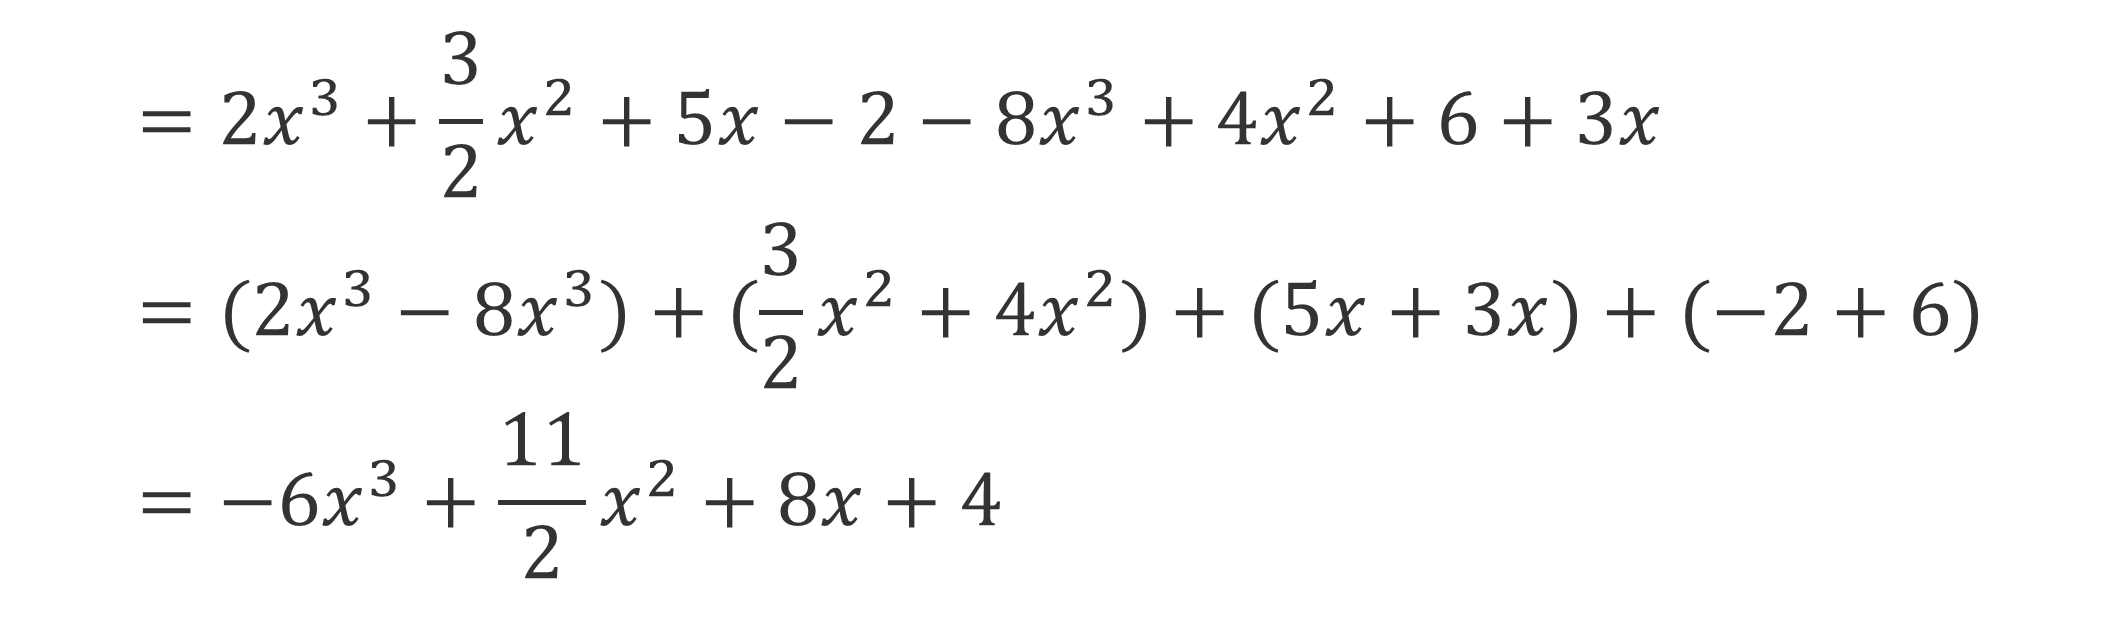 = 2x³ + 3/2 x² + 5x − 2 − 8x³ + 4x² + 6 + 3x
= (2x³ − 8x³) + (3/2 x² + 4x²) + (5x + 3x) + (−2 + 6)
= −6x³ + 11/2 x² + 8x + 4